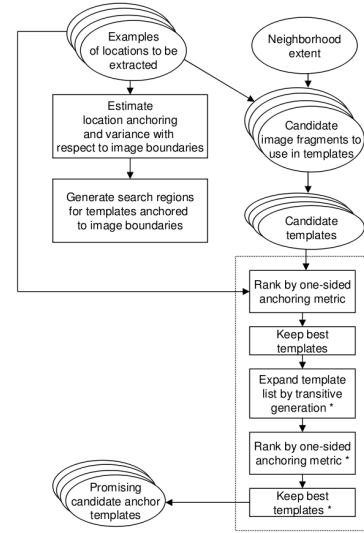 Examples
of locations to be
extracted
Neighborhood
extent
Estimate
location anchoring
and variance with
respect to image boundaries
Candidate
image fragments to
use in templates
Generate search regions
for templates anchored
to image boundaries
Candidate
templates
Rank by one-sided
anchoring metric
Keep best
templates
Expand template
list by transitive
generation *
Rank by one-sided
anchoring metric *
Keep best
templates *
Promising
candidate anchor
templates